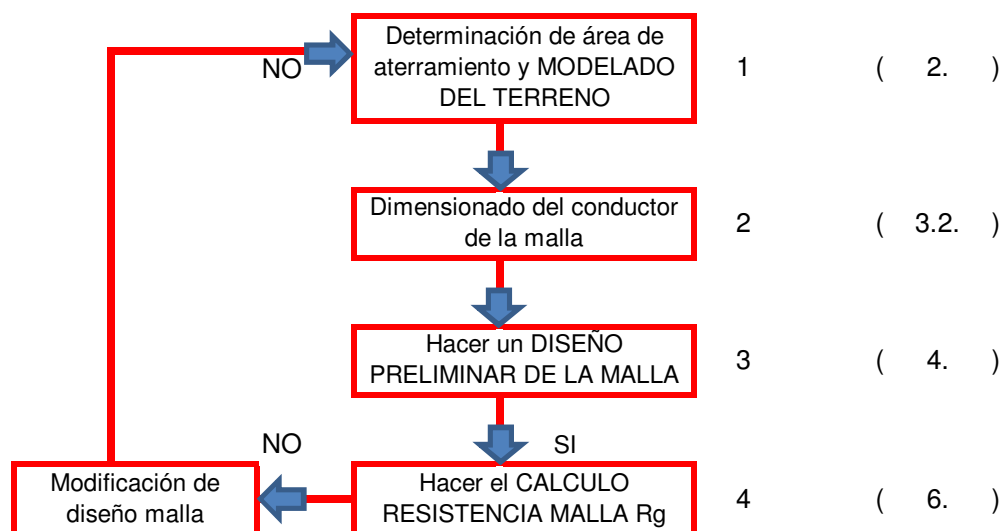 Determinación de área de
aterramiento y MODELADO
DEL TERRENO
NO
1 ( 2. )
Dimensionado del conductor
de la malla
2 ( 3.2. )
Hacer un DISEÑO
PRELIMINAR DE LA MALLA
3 ( 4. )
NO
SI
Modificación de
diseño malla
Hacer el CALCULO
RESISTENCIA MALLA Rg
4 ( 6. )